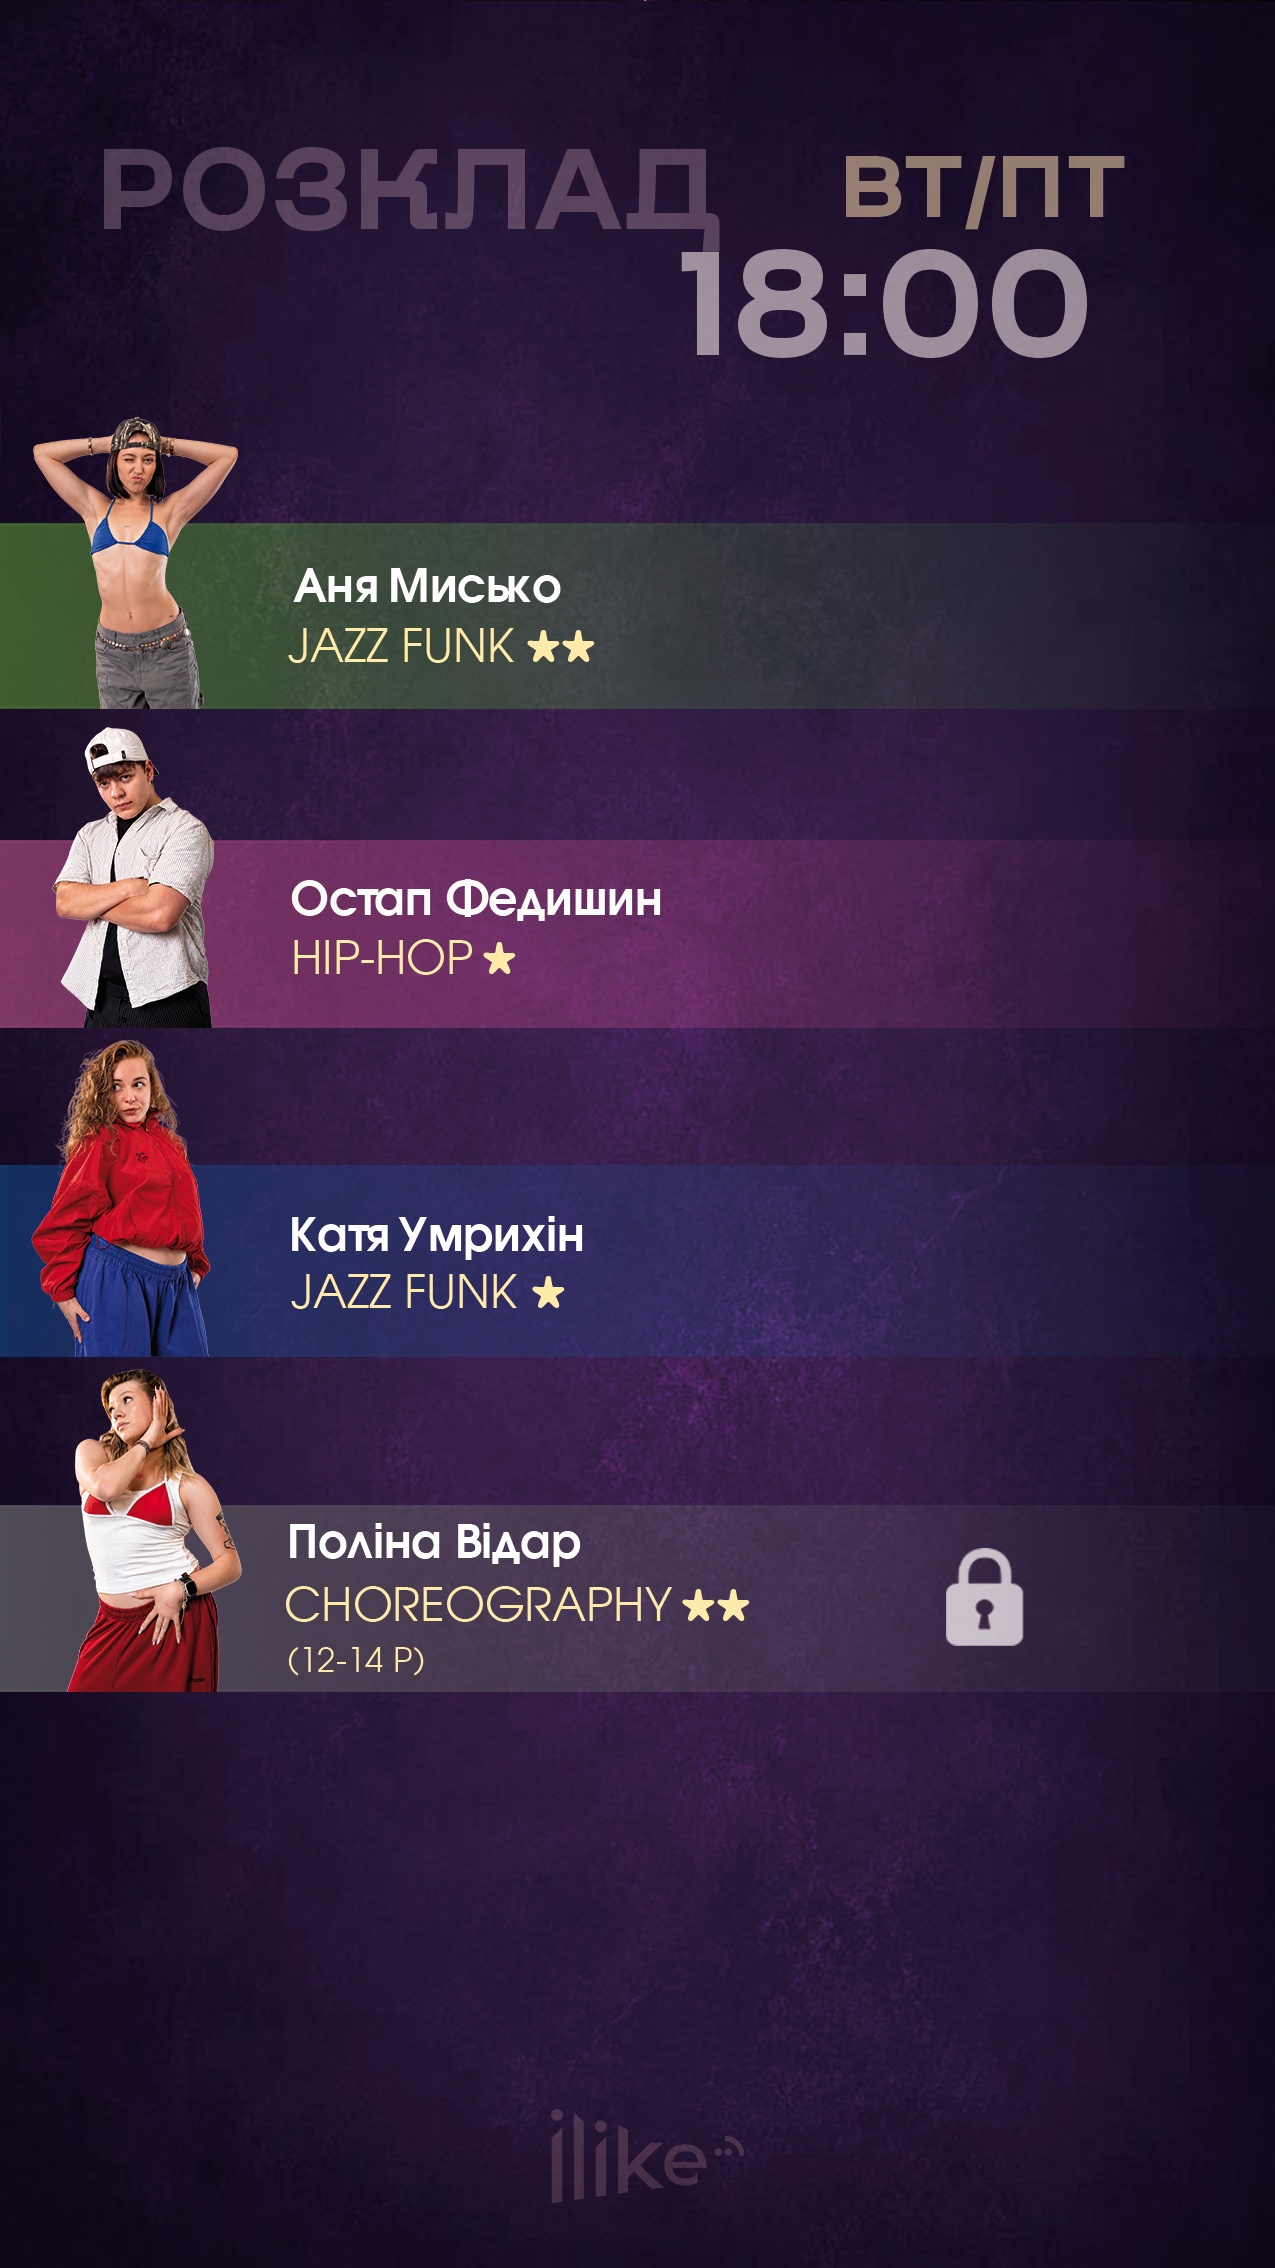 РОЗКЛАД ВТ/ПТ
18:00
Аня Мисько
JAZZ FUNK ★★
Остап Федишин
HIP-HOP ★
Катя Умрихін
JAZZ FUNK ★
Поліна Відар
CHOREOGRAPHY ★★
(12-14 Р)
ilike